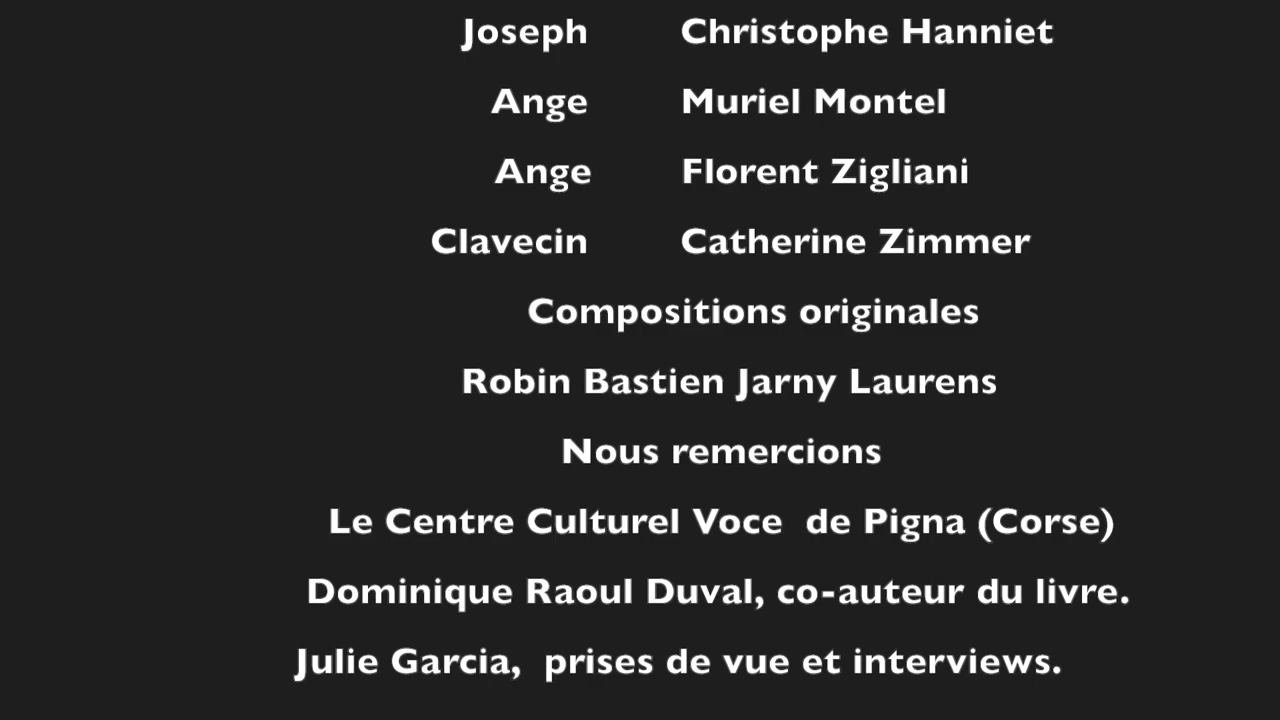 Joseph Christophe Hanniet
Ange Muriel Montel
Ange Florent Zigliani
Clavecin Catherine Zimmer
Compositions originales
Robin Bastien Jarny Laurens
Nous remercions
Le Centre Culturel Voce de Pigna (Corse)
Dominique Raoul Duval, co-auteur du livre.
Julie Garcia, prises de vue et interviews.